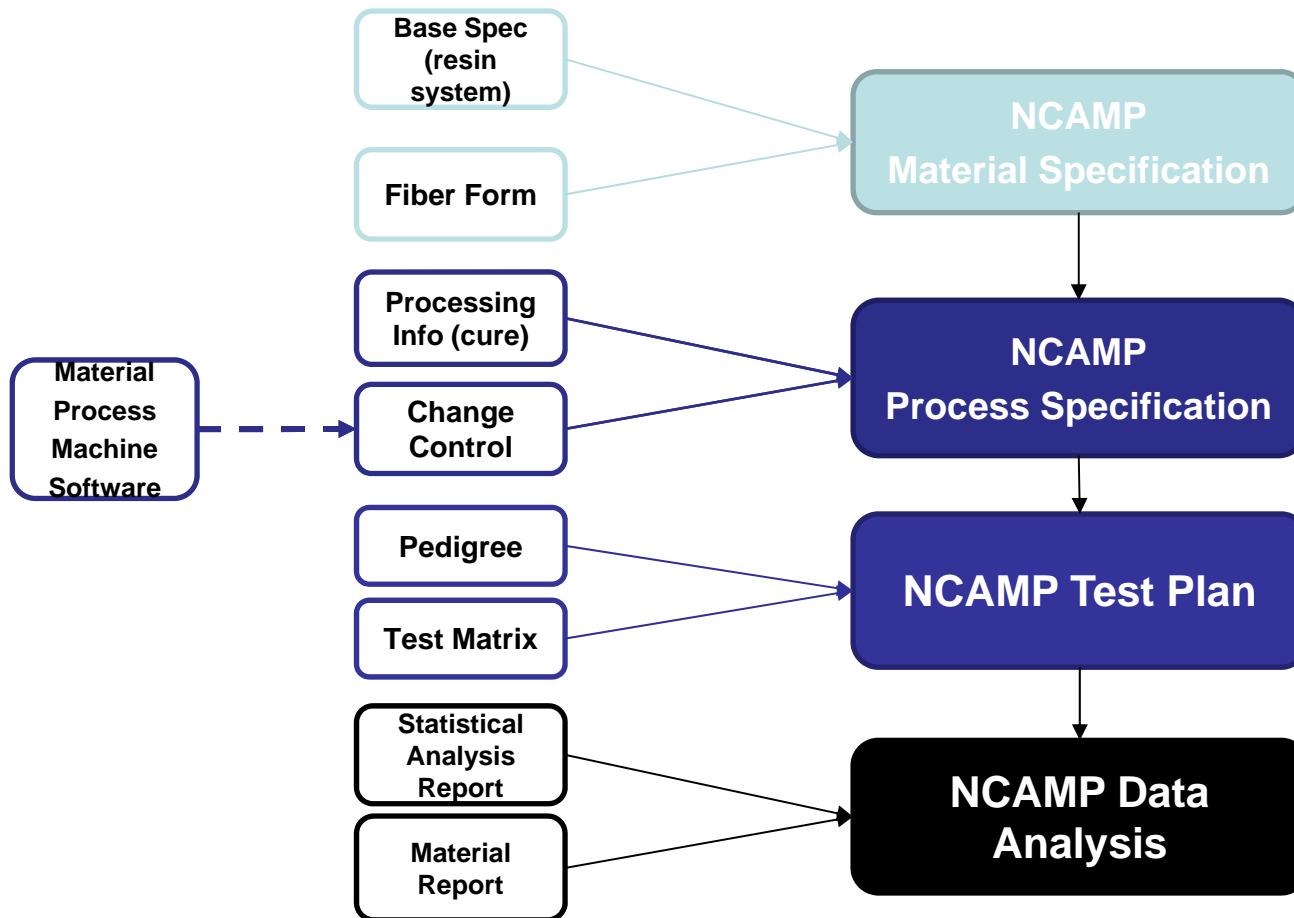 Base Spec
(resin
system)
Fiber Form
NCAMP
Material Specification
Processing
Info (cure)
Change
Control
Material
Process
Machine
Software
NCAMP
Process Specification
Pedigree
Test Matrix
NCAMP Test Plan
Statistical
Analysis
Report
Material
Report
NCAMP Data
Analysis